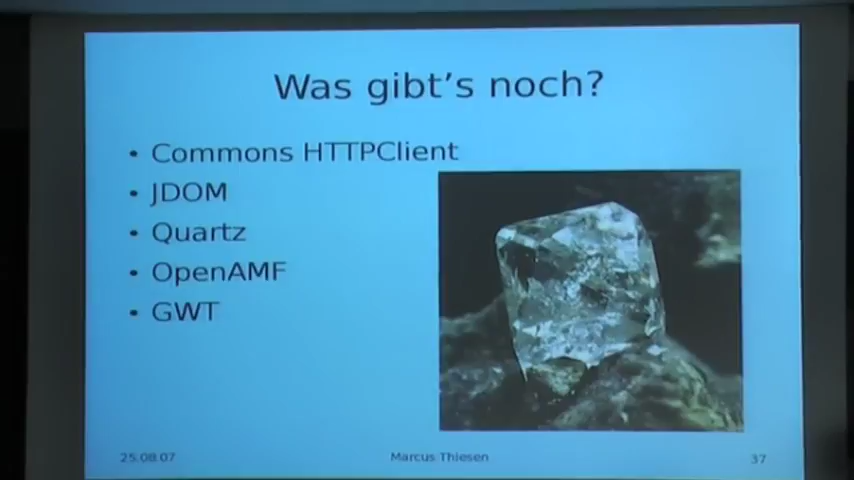 Was gibt's noch?
• Commons HTTPClient
• JDOM
• Quartz
• OpenAMF
• GWT
25.08.07 Marcus Thiesen 37